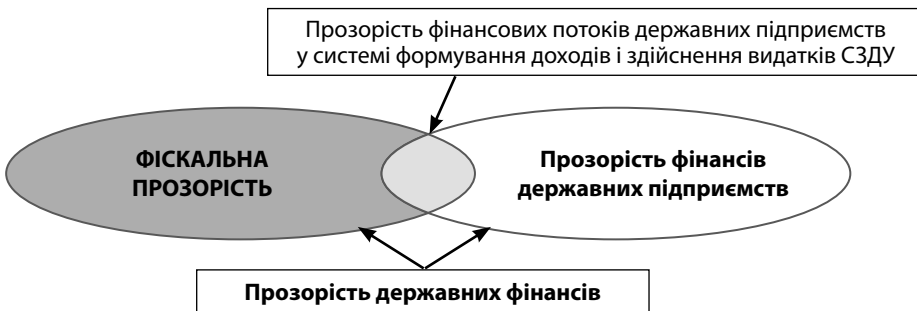 Прозорість фінансових потоків державних підприємств
у системі формування доходів і здійснення видатків СЗДУ
ФІСКАЛЬНА
ПРОЗОРІСТЬ
Прозорість фінансів
державних підприємств
Прозорість державних фінансів